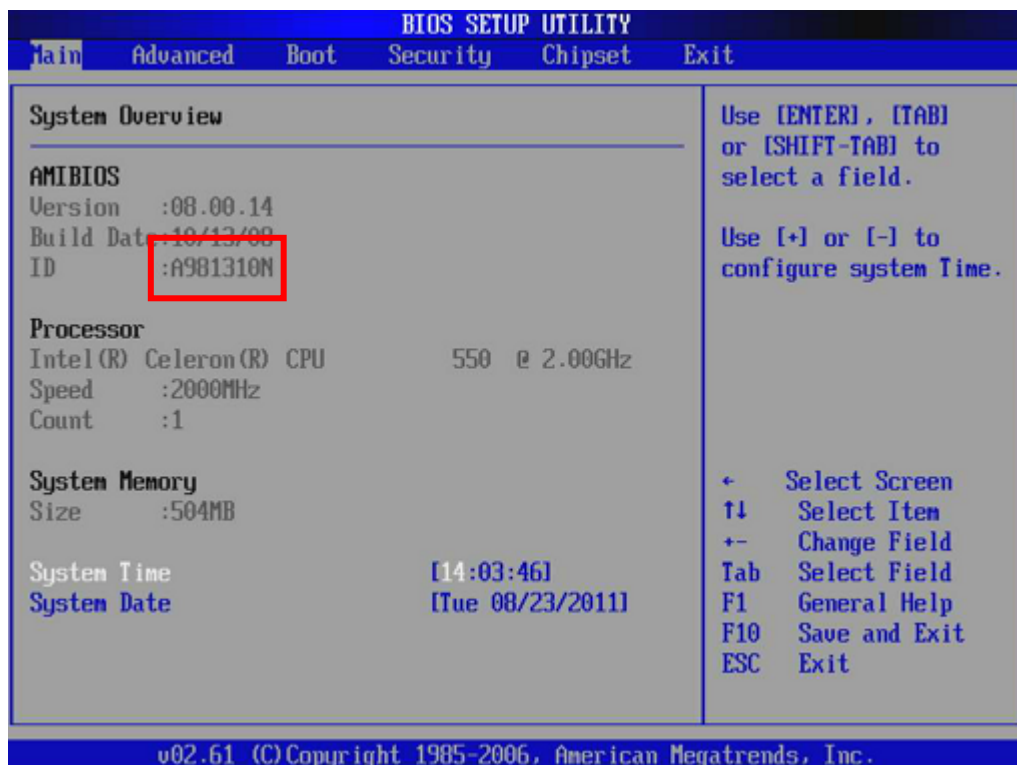 BIOS SETUP UTILITY
Main Advanced Boot Security Chipset Exit
System Overview
AMIBIOS
Version :08.00.14
Build Date:10/13/08
ID :A981310N
Processor
Intel(R) Celeron(R) CPU 550 @ 2.00GHz
Speed :2000MHz
Count :1
System Memory
Size :504MB
System Time [14:03:46]
System Date [Tue 08/23/2011]
Use [ENTER], [TAB]
or [SHIFT-TAB] to
select a field.
Use [+] or [-] to
configure system Time.
← Select Screen
↑↓ Select Item
+- Change Field
Tab Select Field
F1 General Help
F10 Save and Exit
ESC Exit
v02.61 (C)Copyright 1985-2006, American Megatrends, Inc.